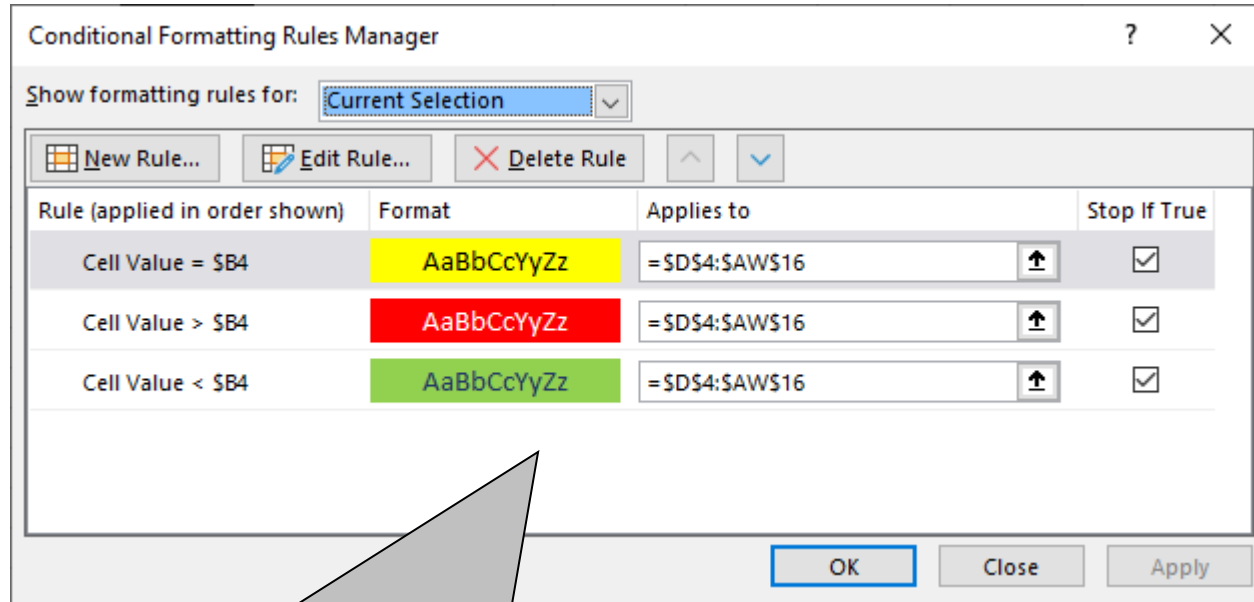 Conditional Formatting Rules Manager ?
Show formatting rules for: Current Selection
New Rule... Edit Rule... Delete Rule
Rule (applied in order shown) Format Applies to Stop If True
Cell Value = $B4 AaBbCcYyZz =$D$4:$AW$16
Cell Value > $B4 AaBbCcYyZz =$D$4:$AW$16
Cell Value < $B4 AaBbCcYyZz =$D$4:$AW$16
OK Close Apply